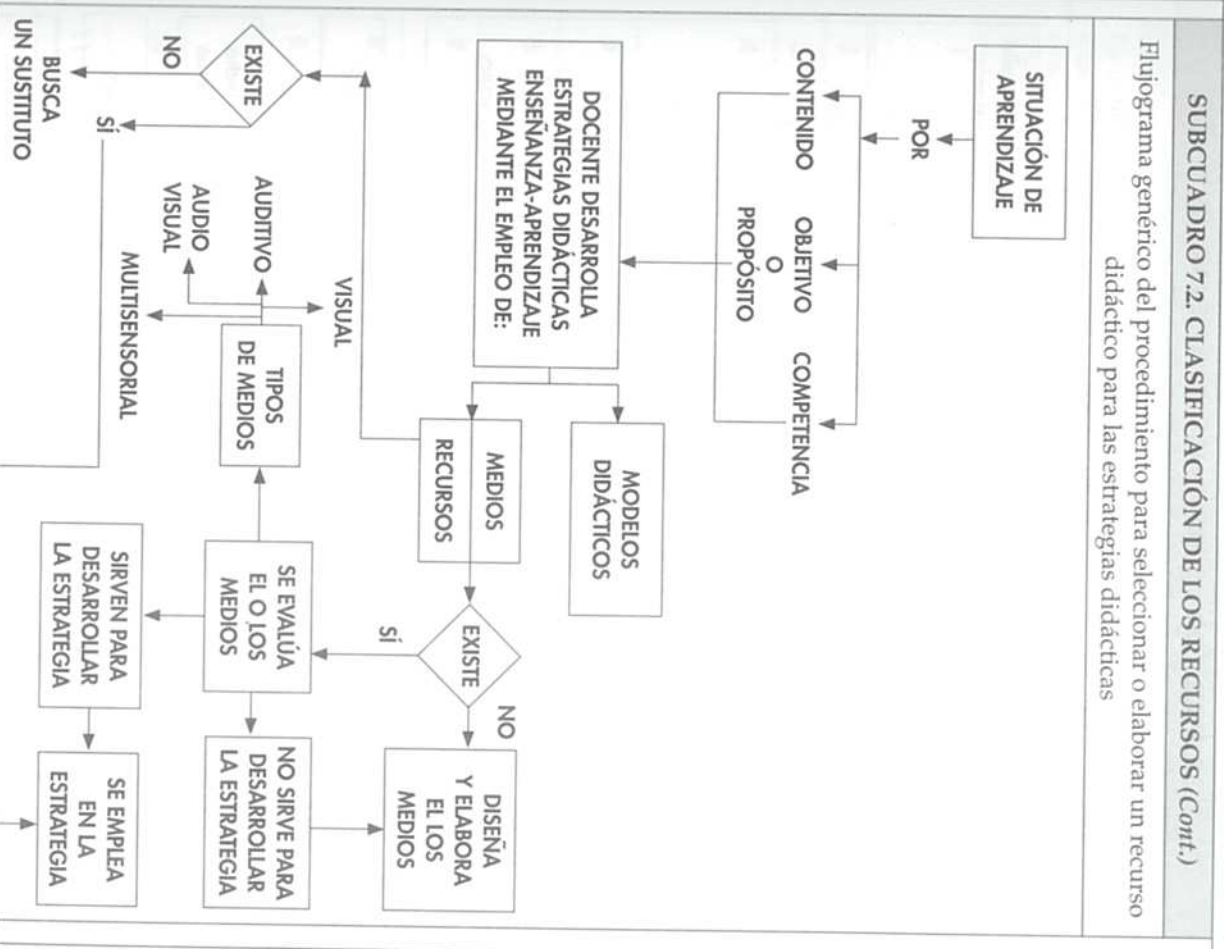 SUBCUADRO 7.2. CLASIFICACIÓN DE LOS RECURSOS (Cont.)
Flujograma genérico del procedimiento para seleccionar o elaborar un recurso
didáctico para las estrategias didácticas
SITUACIÓN DE
APRENDIZAJE
POR
CONTENIDO
OBJETIVO
O
PROPÓSITO
COMPETENCIA
DOCENTE DESARROLLA
ESTRATEGIAS DIDÁCTICAS
ENSEÑANZA-APRENDIZAJE
MEDIANTE EL EMPLEO DE:
MODELOS
DIDÁCTICOS
MEDIOS
RECURSOS
EXISTE
NO
SÍ
BUSCA
UN SUSTITUTO
VISUAL
AUDITIVO
AUDIO
VISUAL
MULTISENSORIAL
TIPOS
DE MEDIOS
EXISTE
NO
SÍ
DISEÑA
Y ELABORA
EL LOS
MEDIOS
SE EVALÚA
EL O LOS
MEDIOS
NO SIRVE PARA
DESARROLLAR
LA ESTRATEGIA
SIRVEN PARA
DESARROLLAR
LA ESTRATEGIA
SE EMPLEA
EN LA
ESTRATEGIA